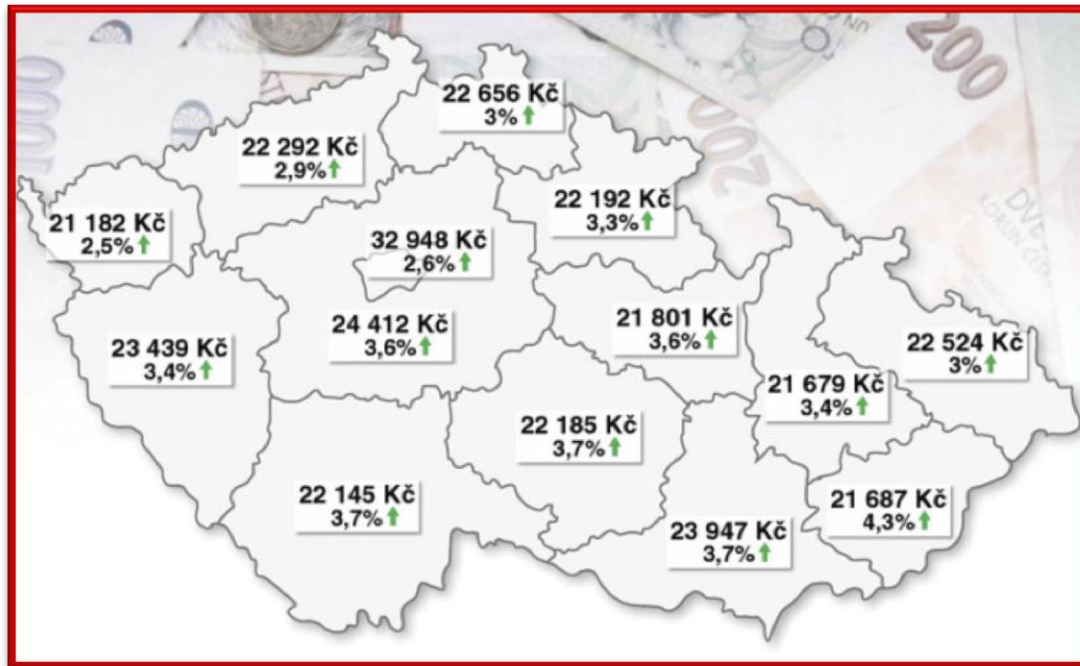 1000
200
200
DVĚ
KORUN ČES
22 656 Kč
3% ↑
22 292 Kč
2,9% ↑
22 192 Kč
3,3% ↑
21 182 Kč
2,5% ↑
32 948 Kč
2,6% ↑
24 412 Kč
3,6% ↑
21 801 Kč
3,6% ↑
23 439 Kč
3,4% ↑
22 524 Kč
3% ↑
21 679 Kč
3,4% ↑
22 185 Kč
3,7% ↑
22 145 Kč
3,7% ↑
21 687 Kč
4,3% ↑
23 947 Kč
3,7% ↑